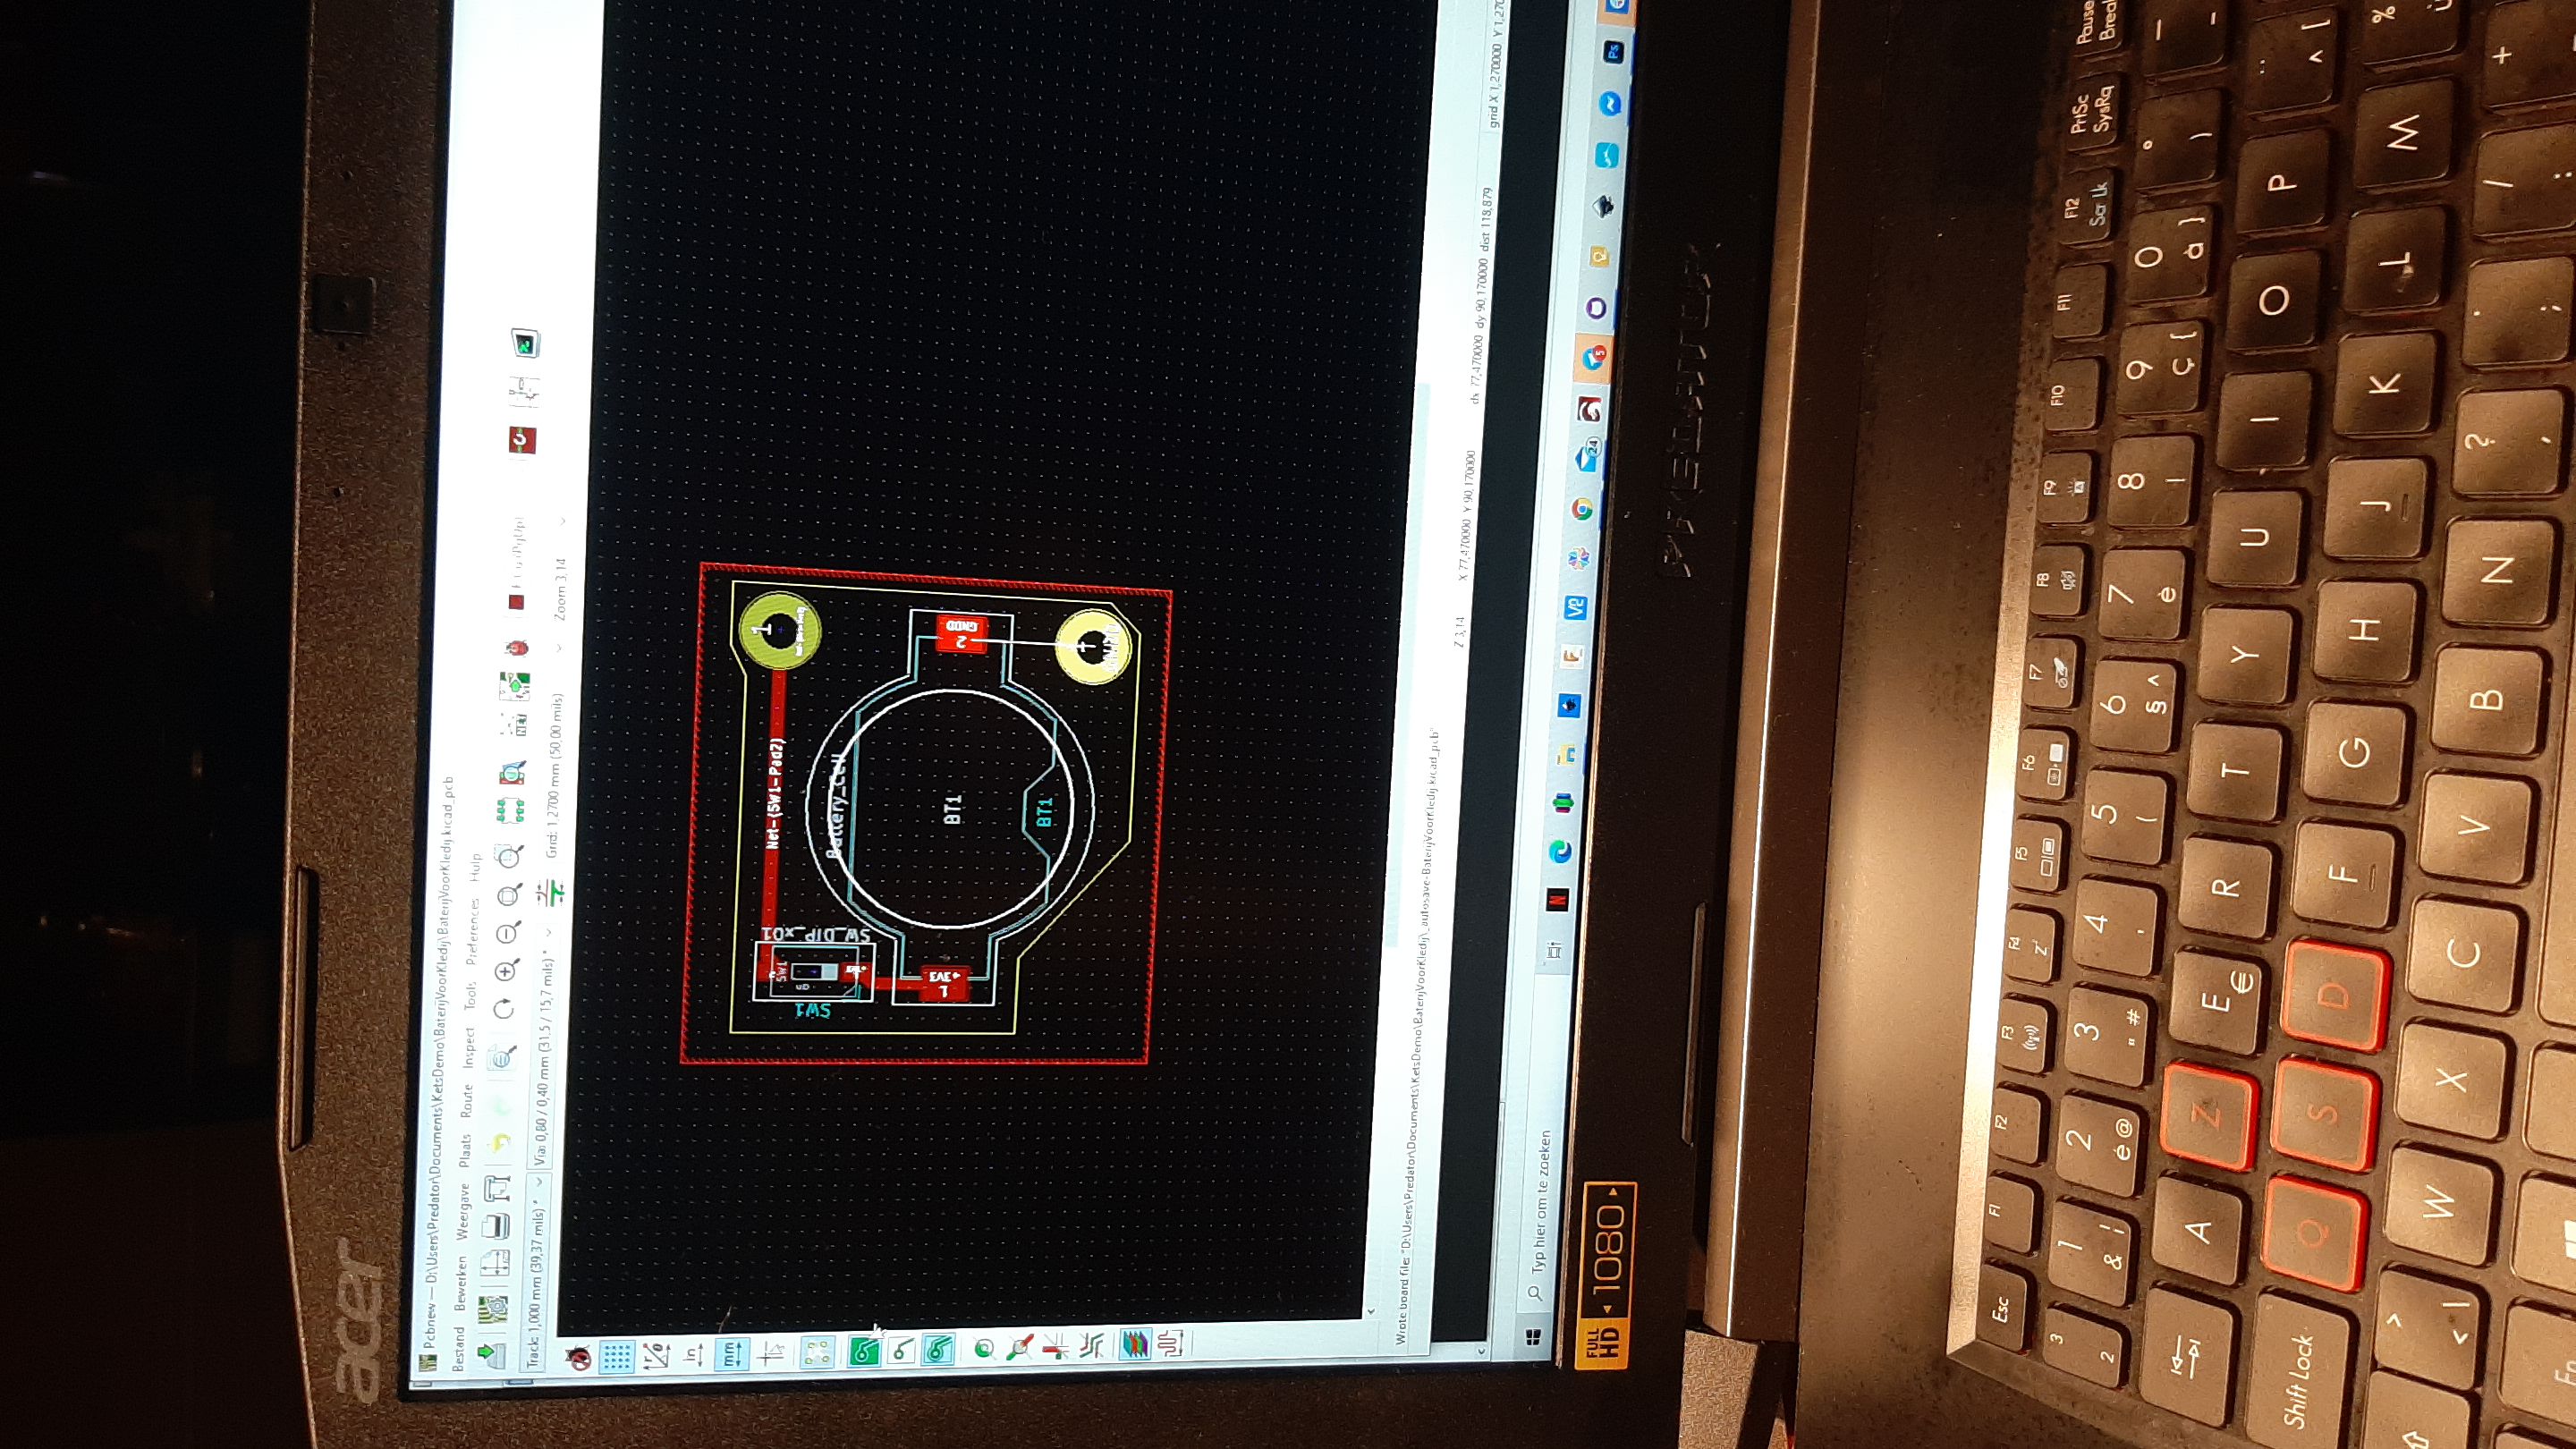 acer
Pcbnew — D:\Users\Predator\Documents\KetsDemo\BaterijVoorKledij\BaterijVoorKledij.kicad_pcb
Bestand Bewerken Weergave Plaats Route Inspect Tools Preferences Hulp
Track: 1,000 mm (39,37 mils) * Via: 0,80 / 0,40 mm (31,5 / 15,7 mils) * Grid: 1.2700 mm (50,00 mils) Zoom 3,14
NET
in
mm
Net-(SW1-Pad2)
1
SW1
SW1
SW_DIP_x01
Battery_Cell
1
+3V3
BT1
2
GNDD
BT1
Wrote board file: "D:\Users\Predator\Documents\KetsDemo\BaterijVoorKledij\_autosave-BaterijVoorKledij.kicad_pcb"
Z 3,14 X 77,470000 Y 90,170000 dx 77,470000 dy 90,170000 dist 118,879 grid X 1,270000 Y 1,270
Typ hier om te zoeken
N
V2
24
5
Ps
FULL HD 1080
PREDATOR
Esc F1 F2 F3 F4 F5 F6 F7 F8 F9 F10 F11 F12 PrtSc Pause
Z Scr Lk SysRq Brea
3 1 2 3 4 5 6 7 8 9 0 °
2 & ¦ é @ " # ' ( § ^ è ! ç { à } ) -
A Z E € R T Y U I O P ¨ ^ [
Shift Lock Q S D F G H J K L M %
> < | W X C V B N ? , . ; / : +
Fn